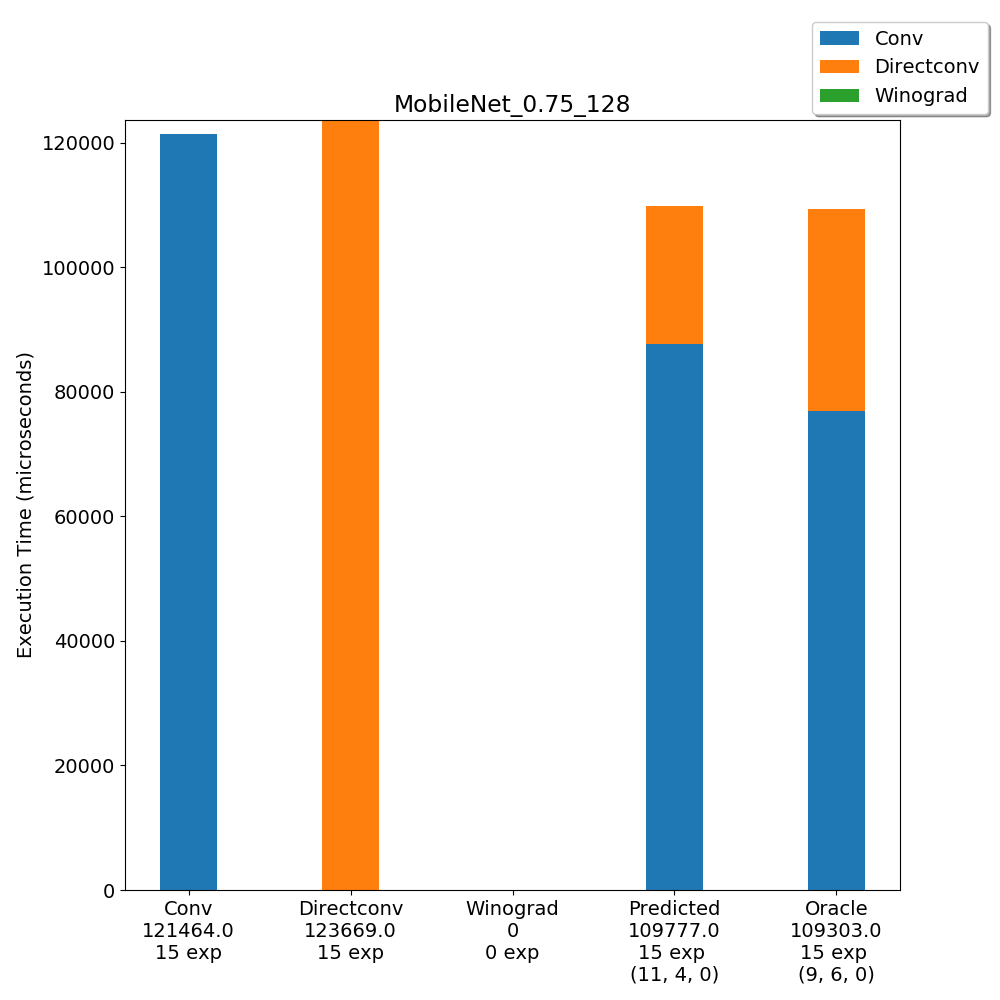 Conv
Directconv
Winograd
MobileNet_0.75_128
Execution Time (microseconds)
120000
100000
80000
60000
40000
20000
0
Conv
121464.0
15 exp
Directconv
123669.0
15 exp
Winograd
0
0 exp
Predicted
109777.0
15 exp
(11, 4, 0)
Oracle
109303.0
15 exp
(9, 6, 0)